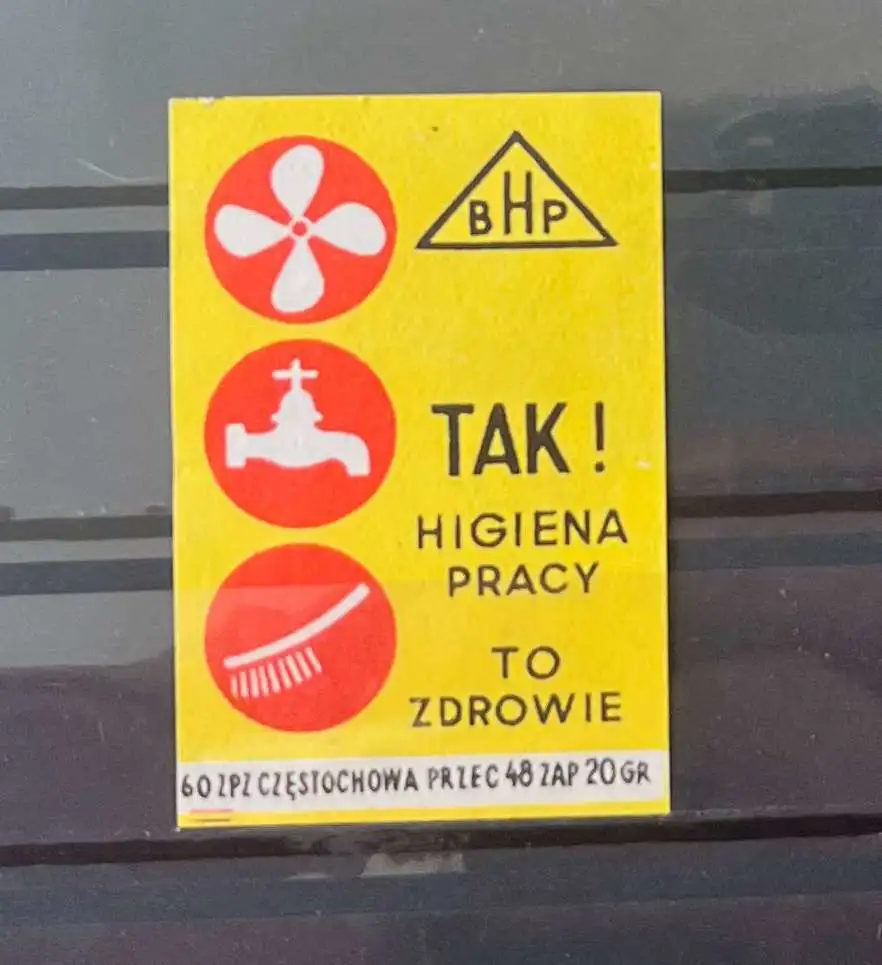 BHP
TAK!
HIGIENA
PRACY
TO
ZDROWIE
60 ZPZ CZĘSTOCHOWA PRZEC 48 ZAP 20 GR